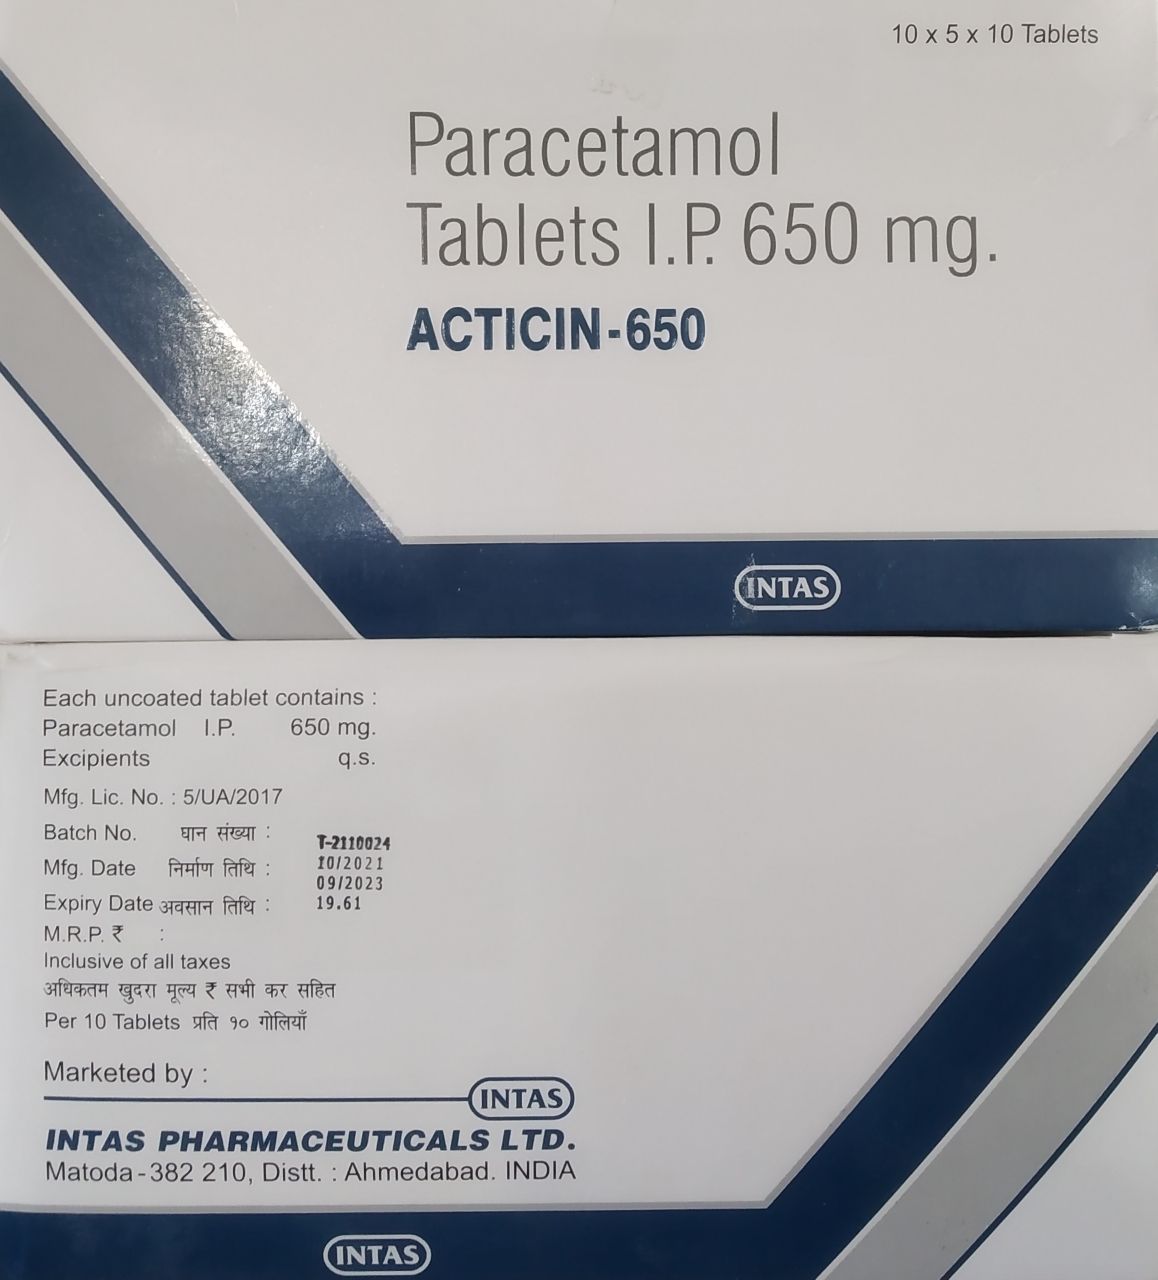 10 x 5 x 10 Tablets
Paracetamol
Tablets I.P. 650 mg.
ACTICIN-650
INTAS
Each uncoated tablet contains :
Paracetamol I.P. 650 mg.
Excipients q.s.
Mfg. Lic. No. : 5/UA/2017
Batch No. घान संख्या : T-2110024
Mfg. Date निर्माण तिथि : 10/2021
09/2023
Expiry Date अवसान तिथि : 19.61
M.R.P. ₹ :
Inclusive of all taxes
अधिकतम खुदरा मूल्य ₹ सभी कर सहित
Per 10 Tablets प्रति १० गोलियाँ
Marketed by :
INTAS
INTAS PHARMACEUTICALS LTD.
Matoda-382 210, Distt. : Ahmedabad. INDIA
INTAS